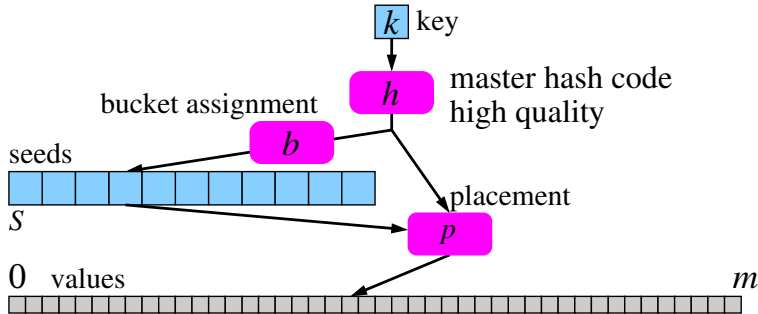 k key
h
master hash code
high quality
bucket assignment
b
seeds
S
placement
p
0 values m